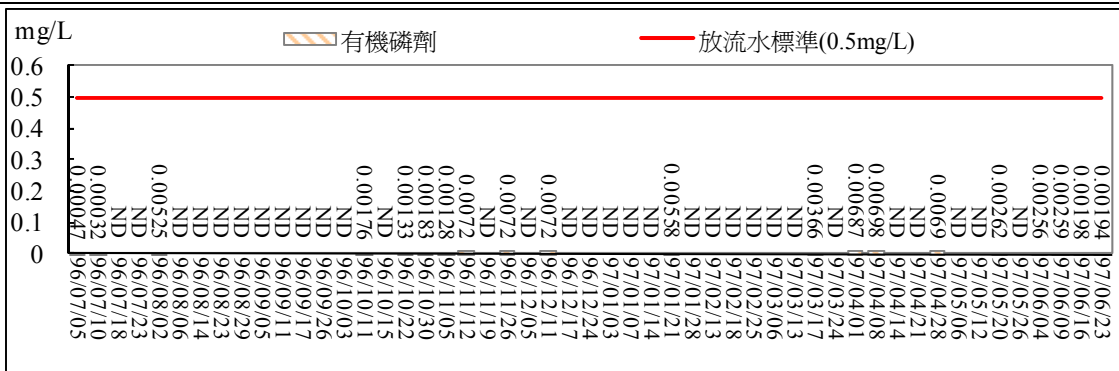 mg/L
有機磷劑
放流水標準(0.5mg/L)
0.6
0.5
0.4
0.3
0.2
0.1
0
0.00047
0.00032
ND
ND
0.00525
ND
ND
ND
ND
ND
ND
ND
ND
ND
0.00176
ND
0.00133
0.00183
0.00128
0.0072
ND
0.0072
ND
0.0072
ND
ND
ND
ND
ND
0.00558
ND
ND
ND
ND
ND
ND
0.00366
ND
0.00687
0.00698
ND
ND
0.0069
ND
ND
0.00262
ND
0.00256
0.00259
0.00198
0.00194
96/07/05
96/07/10
96/07/18
96/07/23
96/08/02
96/08/06
96/08/14
96/08/23
96/08/29
96/09/05
96/09/11
96/09/17
96/09/26
96/10/03
96/10/11
96/10/15
96/10/22
96/10/30
96/11/05
96/11/12
96/11/19
96/11/26
96/12/05
96/12/11
96/12/17
96/12/24
97/01/03
97/01/07
97/01/14
97/01/21
97/01/28
97/02/13
97/02/18
97/02/25
97/03/06
97/03/13
97/03/17
97/03/24
97/04/01
97/04/08
97/04/14
97/04/21
97/04/28
97/05/06
97/05/12
97/05/20
97/05/26
97/06/04
97/06/09
97/06/16
97/06/23